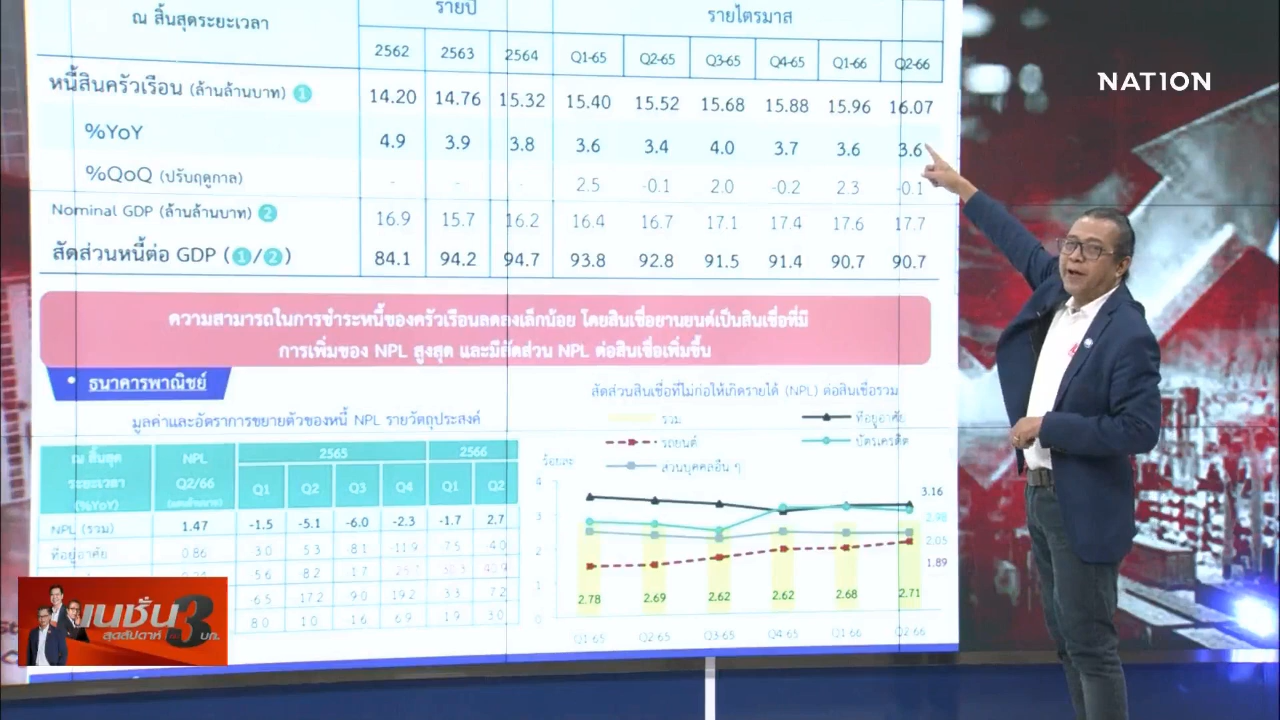 ณ สิ้นสุดระยะเวลา รายปี รายไตรมาส
2562 2563 2564 Q1-65 Q2-65 Q3-65 Q4-65 Q1-66 Q2-66
หนี้สินครัวเรือน (ล้านล้านบาท) 1 14.20 14.76 15.32 15.40 15.52 15.68 15.88 15.96 16.07
%YoY 4.9 3.9 3.8 3.6 3.4 4.0 3.7 3.6 3.6
%QoQ (ปรับฤดูกาล) - - - 2.5 -0.1 2.0 -0.2 2.3 -0.1
Nominal GDP (ล้านล้านบาท) 2 16.9 15.7 16.2 16.4 16.7 17.1 17.4 17.6 17.7
สัดส่วนหนี้ต่อ GDP (1/2) 84.1 94.2 94.7 93.8 92.8 91.5 91.4 90.7 90.7
NATION
ความสามารถในการชำระหนี้ของครัวเรือนลดลงเล็กน้อย โดยสินเชื่อยานยนต์เป็นสินเชื่อที่มี
การเพิ่มของ NPL สูงสุด และมีสัดส่วน NPL ต่อสินเชื่อเพิ่มขึ้น
• ธนาคารพาณิชย์
มูลค่าและอัตราการขยายตัวของหนี้ NPL รายวัตถุประสงค์
ณ สิ้นสุด NPL 2565 2566
ระยะเวลา Q2/66 Q1 Q2 Q3 Q4 Q1 Q2
(%YoY)
NPL (รวม) 1.47 -1.5 -5.1 -6.0 -2.3 -1.7 2.7
ที่อยู่อาศัย 0.86 3.0 5.3 -8.1 -11.9 -7.5 4.0
5.6 8.2 1.7
-6.5 17.2 9.0 19.2 3.3 7.2
8.0 1.0 1.6 6.9 1.9 3.0
สัดส่วนสินเชื่อที่ไม่ก่อให้เกิดรายได้ (NPL) ต่อสินเชื่อรวม
รวม ที่อยู่อาศัย
รถยนต์ บัตรเครดิต
ส่วนบุคคลอื่น ๆ
ร้อยละ
4
3
2
1
0
3.16
2.98
2.05
1.89
2.78 2.69 2.62 2.62 2.68 2.71
Q1-65 Q2-65 Q3-65 Q4-65 Q1-66 Q2-66
เนชั่น3บก.
สุดสัปดาห์